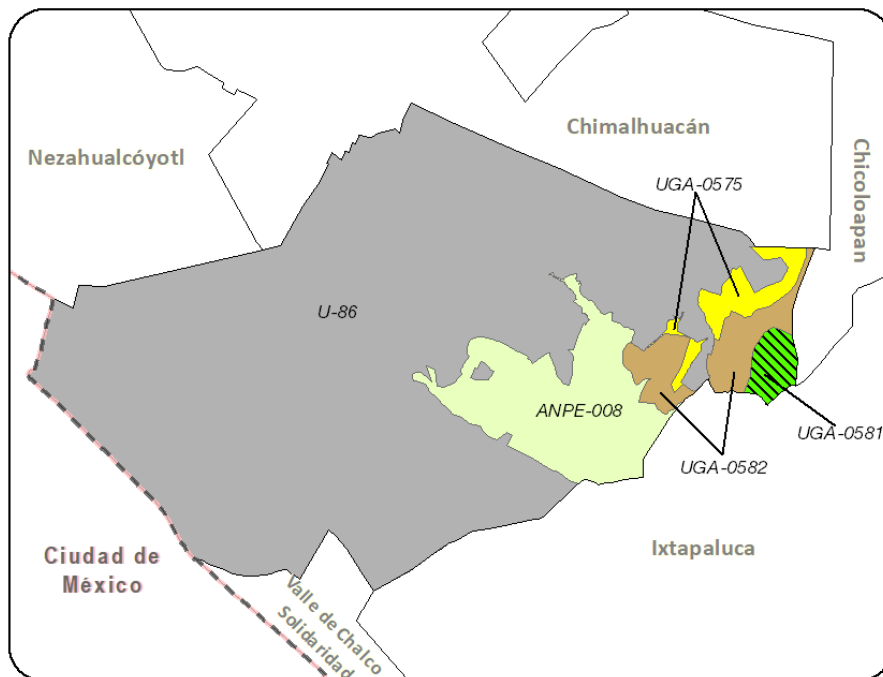 Chimalhuacán
Nezahualcóyotl
Chicoloapan
UGA-0575
U-86
ANPE-008
UGA-0581
UGA-0582
Ixtapaluca
Ciudad de
México
Valle de Chalco
Solidaridad